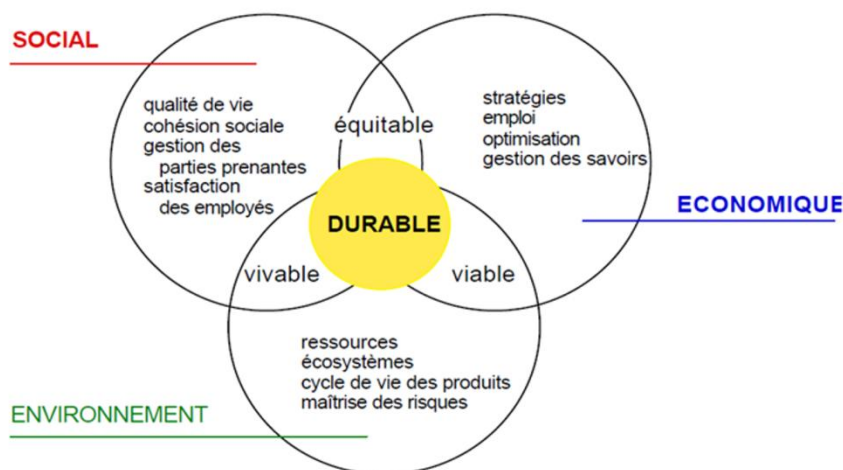 SOCIAL
qualité de vie
cohésion sociale
gestion des
parties prenantes
satisfaction
des employés
équitable
stratégies
emploi
optimisation
gestion des savoirs
ECONOMIQUE
DURABLE
vivable
viable
ressources
écosystèmes
cycle de vie des produits
maîtrise des risques
ENVIRONNEMENT